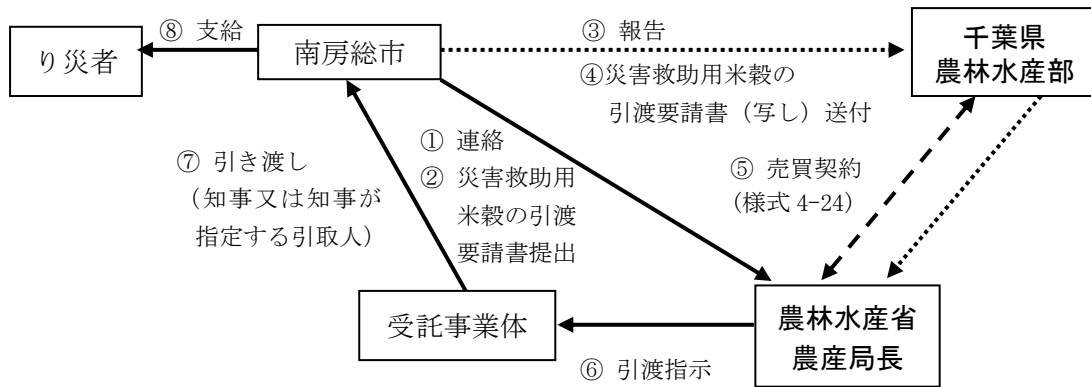 ⑧ 支給
り災者
南房総市
③ 報告
千葉県
農林水産部
④災害救助用米穀の
引渡要請書（写し）送付
① 連絡
② 災害救助用
米穀の引渡
要請書提出
⑦ 引き渡し
（知事又は知事が
指定する引取人）
⑤ 売買契約
(様式 4-24)
受託事業体
農林水産省
農産局長
⑥ 引渡指示